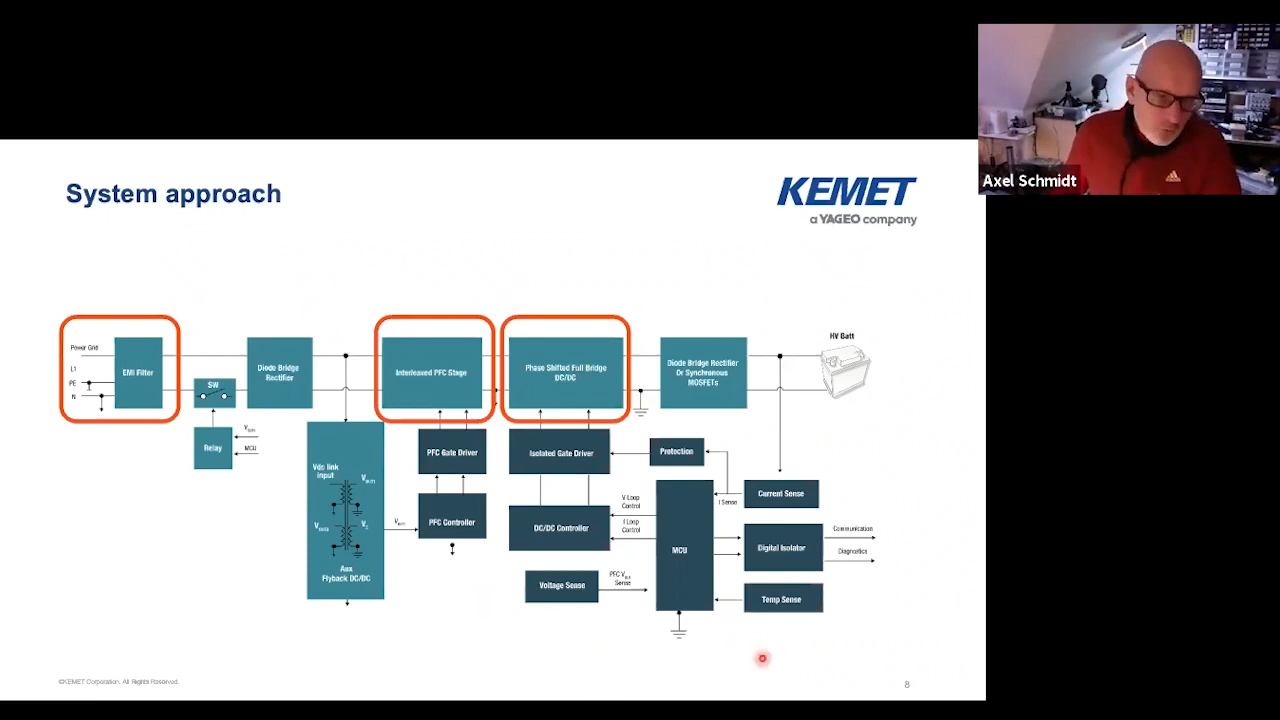 System approach
KEMET
a YAGEO company
Axel Schmidt
Power Grid
L1
PE
N
EMI Filter
SW
Relay
MCU
Diode Bridge
Rectifier
Interleaved PFC Stage
Phase Shifted Full Bridge
DC/DC
Diode Bridge Rectifier
Or Synchronous
MOSFETs
HV Batt
Vdc link
input
Aux
Flyback DC/DC
PFC Gate Driver
PFC Controller
Isolated Gate Driver
DC/DC Controller
Voltage Sense
Protection
V Loop
Control
I Loop
Control
PFC
Sense
MCU
I Sense
Current Sense
Digital Isolator
Temp Sense
Communication
Diagnostics
©KEMET Corporation. All Rights Reserved.
8